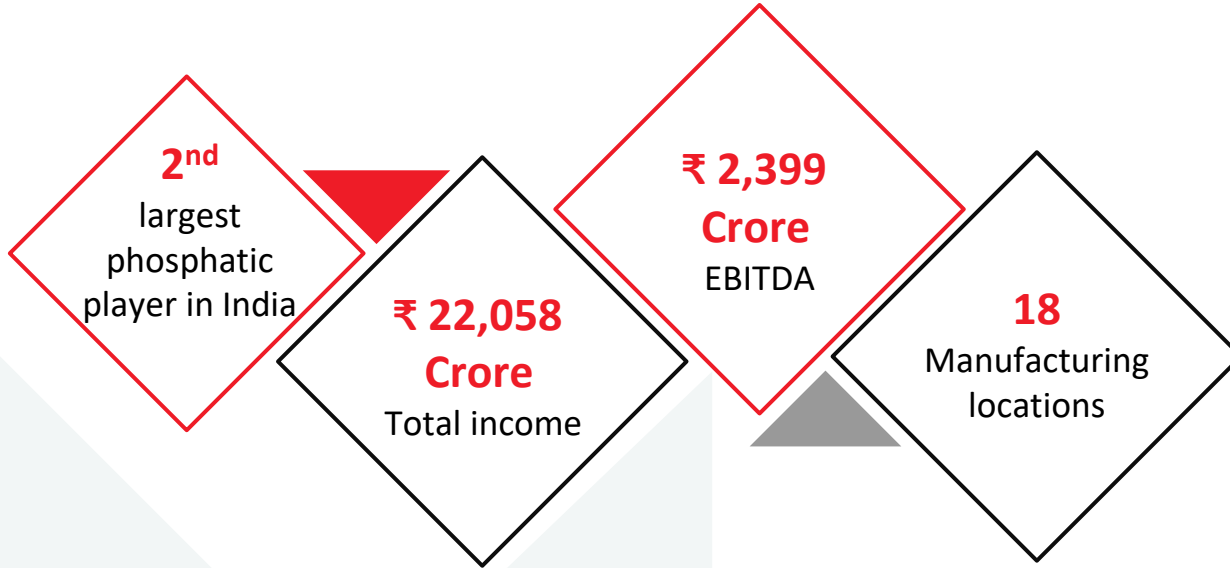 2nd
largest
phosphatic
player in India
₹ 22,058
Crore
Total income
₹ 2,399
Crore
EBITDA
18
Manufacturing
locations